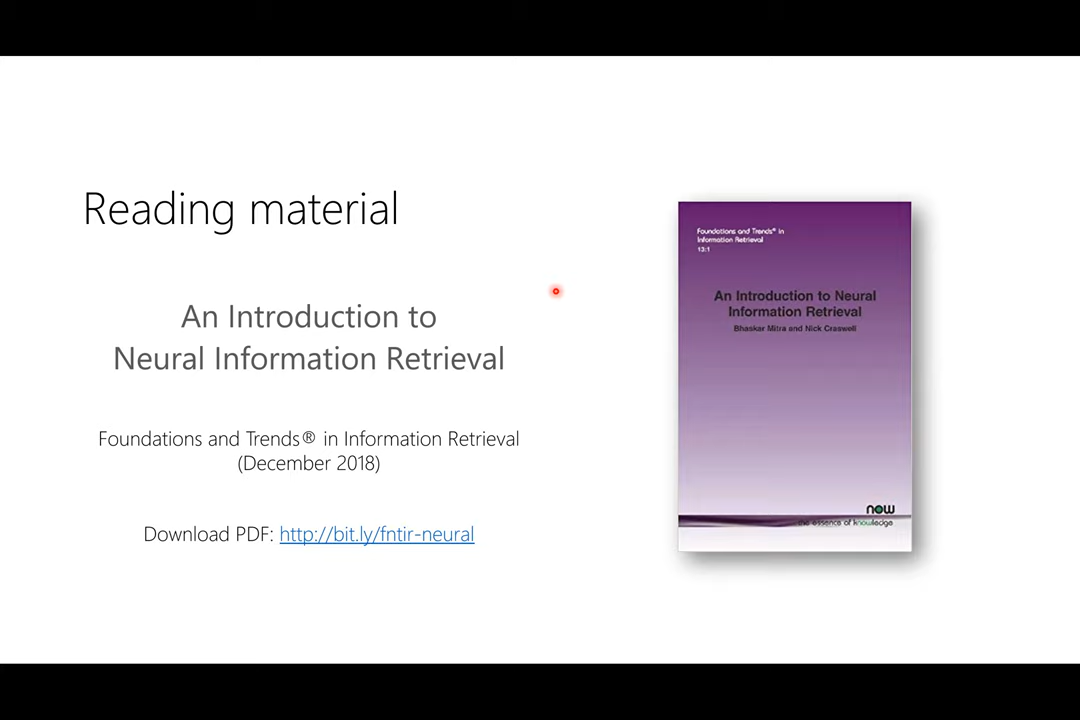 Reading material
An Introduction to
Neural Information Retrieval
Foundations and Trends® in Information Retrieval
(December 2018)
Download PDF: http://bit.ly/fntir-neural
Foundations and Trends® in
Information Retrieval
13:1
An Introduction to Neural
Information Retrieval
Bhaskar Mitra and Nick Craswell
now
the essence of knowledge